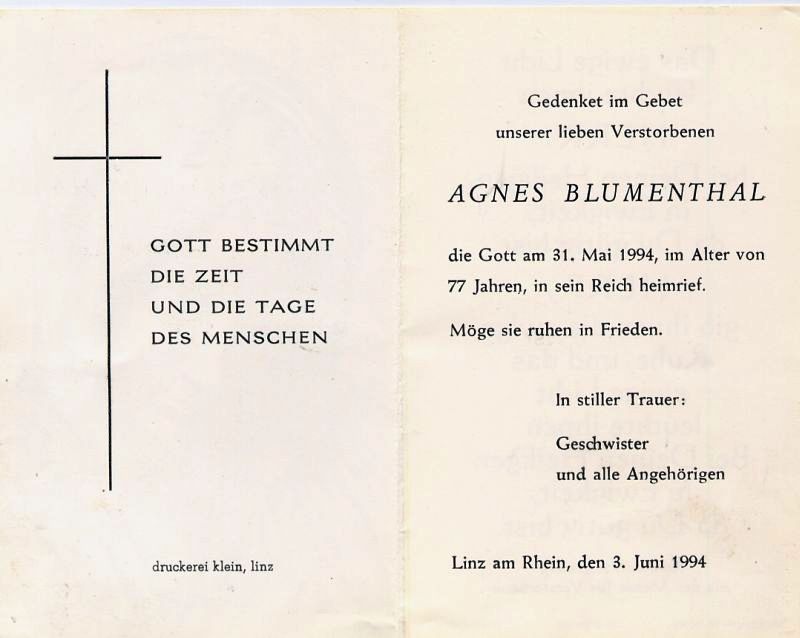 GOTT BESTIMMT
DIE ZEIT
UND DIE TAGE
DES MENSCHEN
druckerei klein, linz
Gedenket im Gebet
unserer lieben Verstorbenen
AGNES BLUMENTHAL
die Gott am 31. Mai 1994, im Alter von
77 Jahren, in sein Reich heimrief.
Möge sie ruhen in Frieden.
In stiller Trauer:
Geschwister
und alle Angehörigen
Linz am Rhein, den 3. Juni 1994